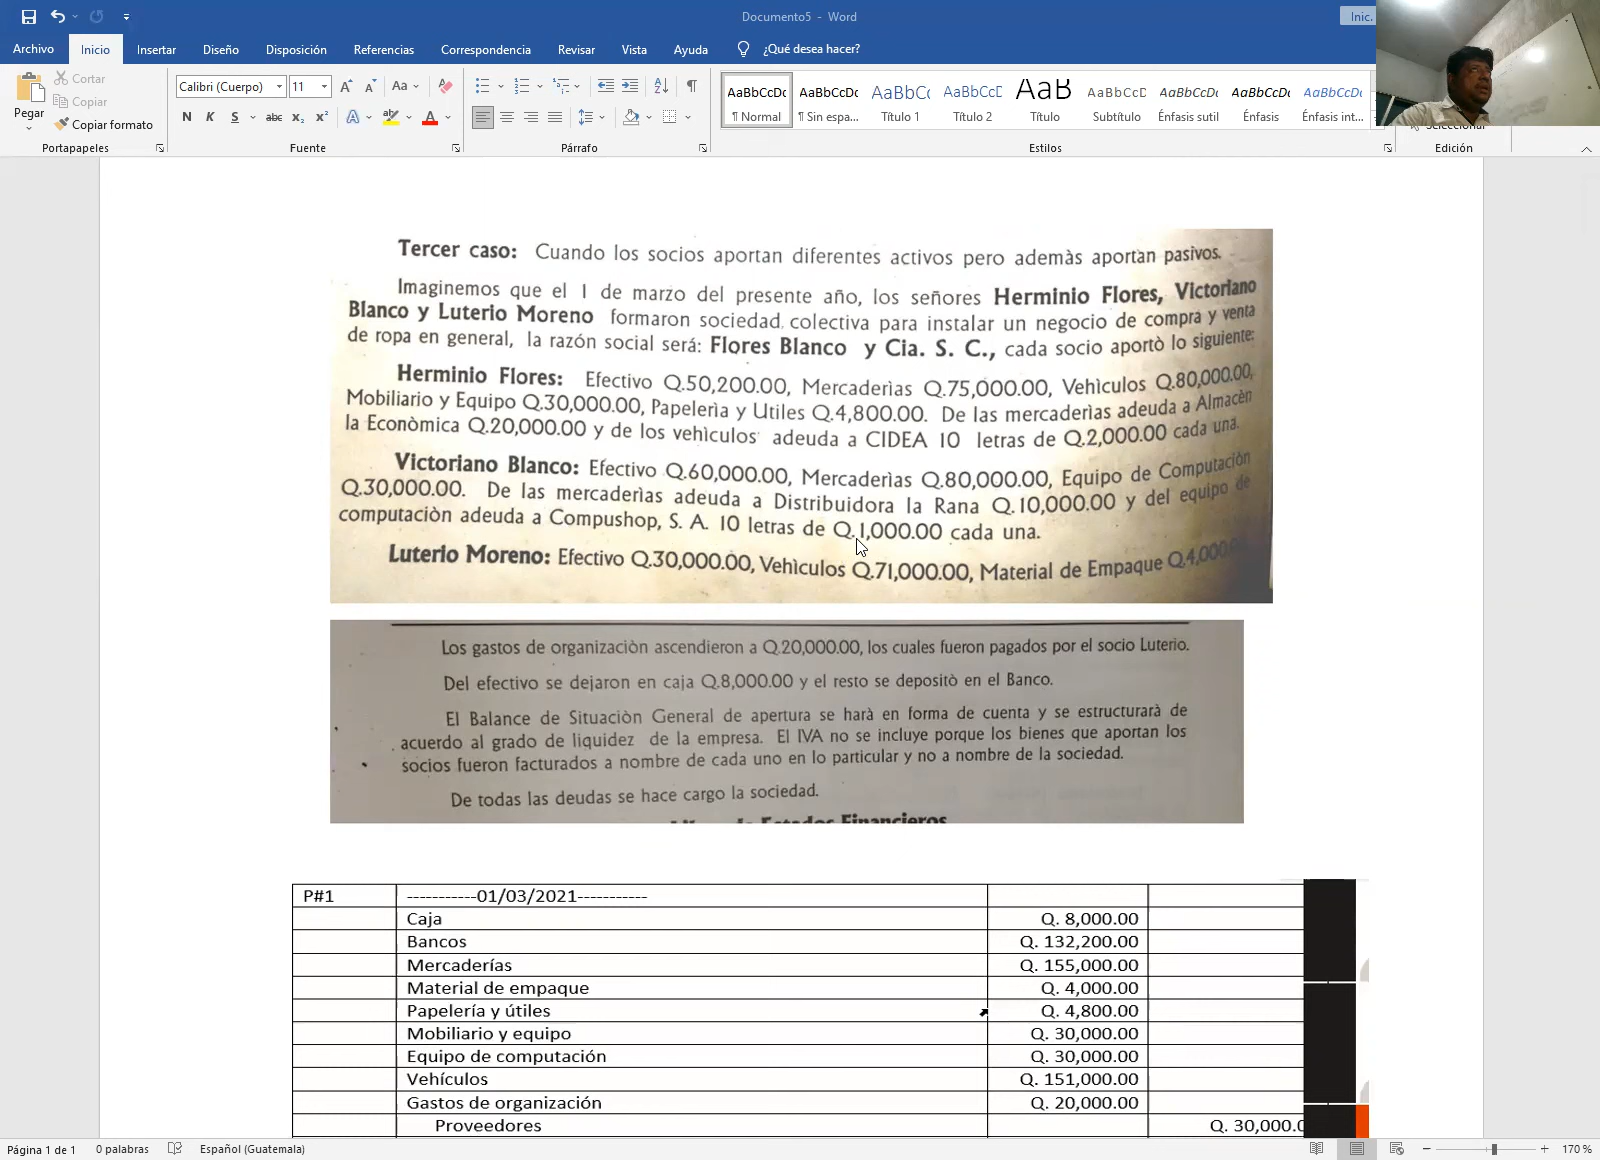 Documento5 - Word
Inic.
Archivo Inicio Insertar Diseño Disposición Referencias Correspondencia Revisar Vista Ayuda ¿Qué desea hacer?
Pegar
Cortar
Copiar
Copiar formato
Portapapeles
Calibri (Cuerpo) 11
N K S abc x₂ x²
Fuente
Párrafo
AaBbCcDc AaBbCcDc AaBbC( AaBbCcD AaB AaBbCcD AaBbCcDc AaBbCcDc AaBbCcDc
¶ Normal ¶ Sin espa... Título 1 Título 2 Título Subtítulo Énfasis sutil Énfasis Énfasis int...
Estilos
Seleccionar
Edición
Tercer caso: Cuando los socios aportan diferentes activos pero ademàs aportan pasivos.
Imaginemos que el 1 de marzo del presente año, los señores Herminio Flores, Victoriano
Blanco y Luterio Moreno formaron sociedad colectiva para instalar un negocio de compra y venta
de ropa en general, la razón social será: Flores Blanco y Cia. S. C., cada socio aportò lo siguiente:
Herminio Flores: Efectivo Q.50,200.00, Mercaderìas Q.75,000.00, Vehìculos Q.80,000.00,
Mobiliario y Equipo Q.30,000.00, Papelerìa y Utiles Q.4,800.00. De las mercaderìas adeuda a Almacèn
la Econòmica Q.20,000.00 y de los vehìculos adeuda a CIDEA 10 letras de Q.2,000.00 cada una.
Victoriano Blanco: Efectivo Q.60,000.00, Mercaderìas Q.80,000.00, Equipo de Computaciòn
Q.30,000.00. De las mercaderìas adeuda a Distribuidora la Rana Q.10,000.00 y del equipo de
computaciòn adeuda a Compushop, S. A. 10 letras de Q.1,000.00 cada una.
Luterio Moreno: Efectivo Q.30,000.00, Vehìculos Q.71,000.00, Material de Empaque Q.4,000.
Los gastos de organizaciòn ascendieron a Q.20,000.00, los cuales fueron pagados por el socio Luterio.
Del efectivo se dejaron en caja Q.8,000.00 y el resto se depositò en el Banco.
El Balance de Situaciòn General de apertura se harà en forma de cuenta y se estructurarà de
acuerdo al grado de liquidez de la empresa. El IVA no se incluye porque los bienes que aportan los
socios fueron facturados a nombre de cada uno en lo particular y no a nombre de la sociedad.
De todas las deudas se hace cargo la sociedad.
de Estados Financieros
P#1 -----------01/03/2021-----------
Caja Q. 8,000.00
Bancos Q. 132,200.00
Mercaderías Q. 155,000.00
Material de empaque Q. 4,000.00
Papelería y útiles Q. 4,800.00
Mobiliario y equipo Q. 30,000.00
Equipo de computación Q. 30,000.00
Vehículos Q. 151,000.00
Gastos de organización Q. 20,000.00
Proveedores Q. 30,000.0
Página 1 de 1 0 palabras Español (Guatemala) 170 %